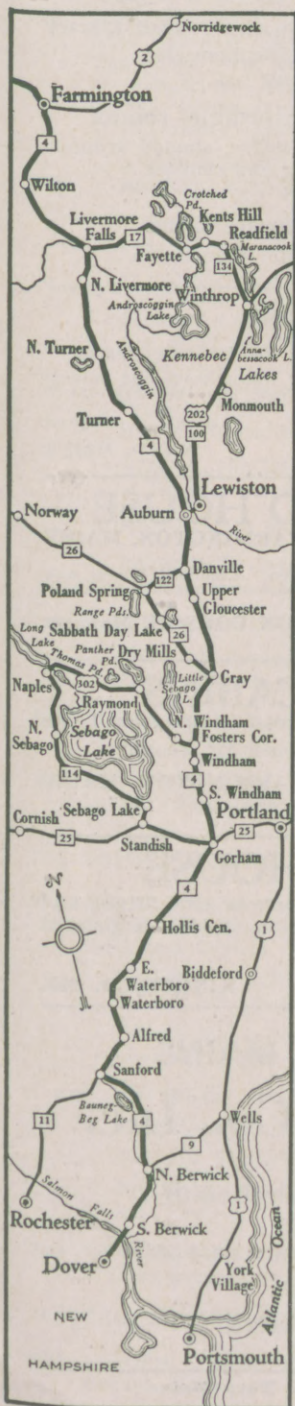 Norridgewock
2
Farmington
4
Wilton
Crotched
Pd.
Livermore
Falls
17
Kents Hill
Readfield
Fayette
Maranacook
L.
134
N. Livermore
Androscoggin
Lake
Winthrop
Anna-
bessacook L.
Kennebec
Lakes
N. Turner
Androscoggin
Monmouth
Turner
202
100
4
Lewiston
Auburn
River
Norway
26
Danville
122
Poland Spring
Upper
Gloucester
Range Pds.
Sabbath Day Lake
26
Long
Lake
Panther
Pd.
Dry Mills
Thomas Pd.
Gray
Naples
302
Raymond
Little
Sebago
L.
N.
Sebago
Sebago
Lake
N. Windham
Fosters Cor.
Windham
114
4
Sebago Lake
S. Windham
Cornish
Portland
25
25
Standish
Gorham
N
4
Hollis Cen.
1
E.
Waterboro
Biddeford
Waterboro
Alfred
Sanford
Bauneg-
Beg Lake
11
4
Wells
9
N. Berwick
Salmon
Falls
River
Rochester
S. Berwick
1
Dover
York
Village
Atlantic
Ocean
NEW
HAMPSHIRE
Portsmouth